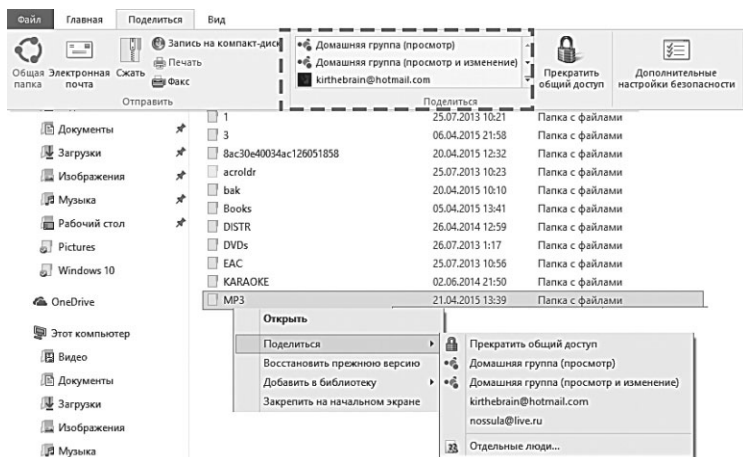 Файл Главная Поделиться Вид
Общая папка
Электронная почта
Сжать
Запись на компакт-диск
Печать
Факс
Отправить
Домашняя группа (просмотр)
Домашняя группа (просмотр и изменение)
kirthebrain@hotmail.com
Поделиться
Прекратить общий доступ
Дополнительные настройки безопасности
Документы
Загрузки
Изображения
Музыка
Рабочий стол
Pictures
Windows 10
OneDrive
Этот компьютер
Видео
Документы
Загрузки
Изображения
Музыка
1 25.07.2013 10:21 Папка с файлами
3 06.04.2015 21:58 Папка с файлами
8ac30e40034ac126051858 20.04.2015 12:32 Папка с файлами
acroldr 25.07.2013 10:23 Папка с файлами
bak 20.04.2015 10:10 Папка с файлами
Books 05.04.2015 13:41 Папка с файлами
DISTR 26.04.2014 12:59 Папка с файлами
DVDs 26.07.2013 1:17 Папка с файлами
EAC 25.07.2013 10:56 Папка с файлами
KARAOKE 02.06.2014 21:50 Папка с файлами
MP3 21.04.2015 13:39 Папка с файлами
Открыть
Поделиться
Восстановить прежнюю версию
Добавить в библиотеку
Закрепить на начальном экране
Прекратить общий доступ
Домашняя группа (просмотр)
Домашняя группа (просмотр и изменение)
kirthebrain@hotmail.com
nossula@live.ru
Отдельные люди...